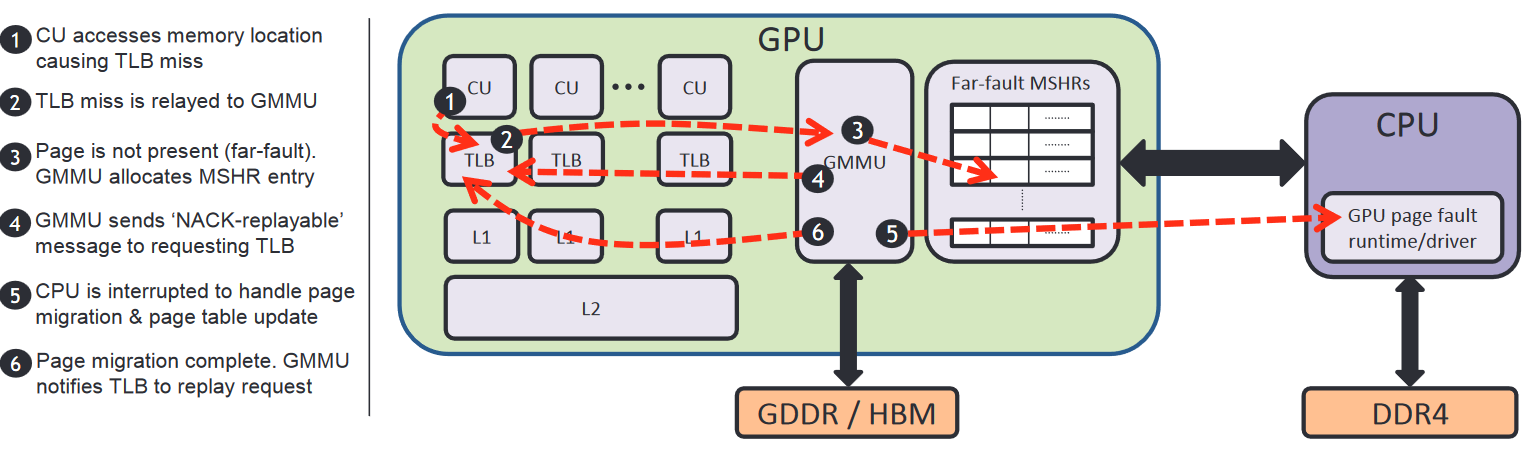 1 CU accesses memory location
causing TLB miss
2 TLB miss is relayed to GMMU
3 Page is not present (far-fault).
GMMU allocates MSHR entry
4 GMMU sends ‘NACK-replayable’
message to requesting TLB
5 CPU is interrupted to handle page
migration & page table update
6 Page migration complete. GMMU
notifies TLB to replay request
GPU
CU
CU
CU
1
2
TLB
TLB
TLB
L1
L1
L1
L2
3
GMMU
4
6
5
Far-fault MSHRs
........
........
........
........
CPU
GPU page fault
runtime/driver
GDDR / HBM
DDR4